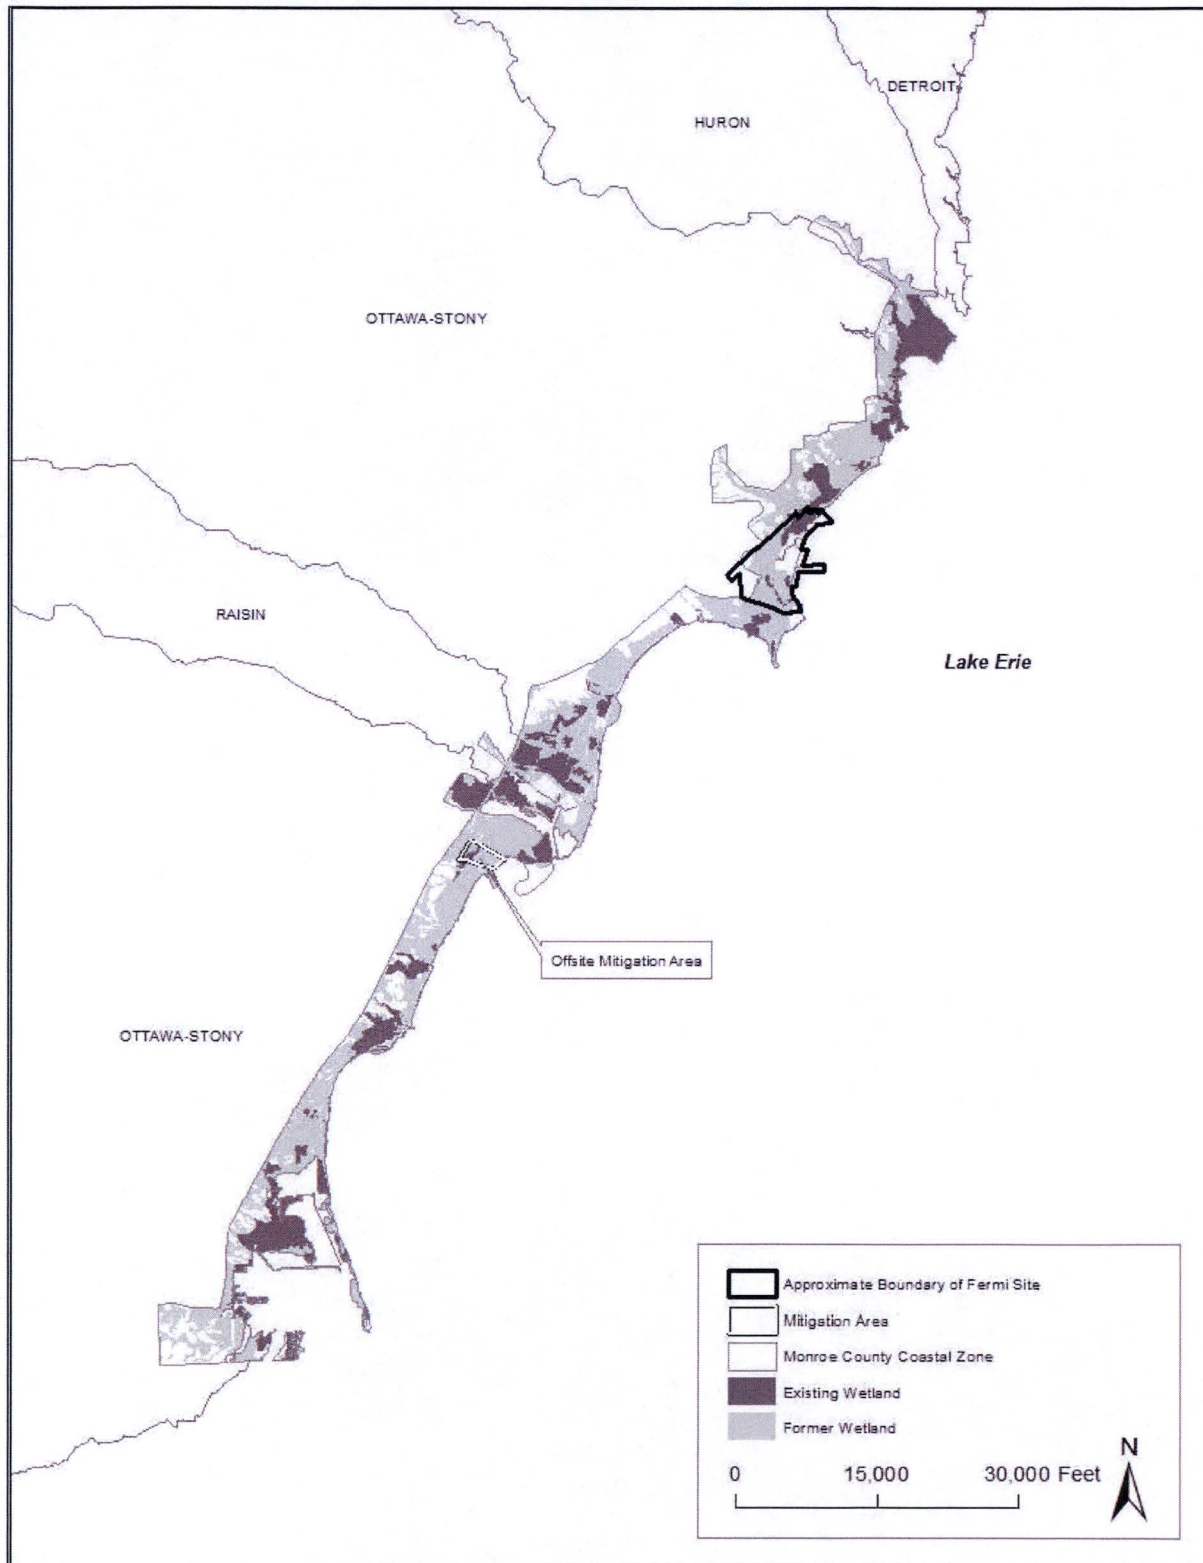 DETROIT
HURON
OTTAWA-STONY
RAISIN
Lake Erie
Offsite Mitigation Area
OTTAWA-STONY
Approximate Boundary of Fermi Site
Mitigation Area
Monroe County Coastal Zone
Existing Wetland
Former Wetland
N
0 15,000 30,000 Feet